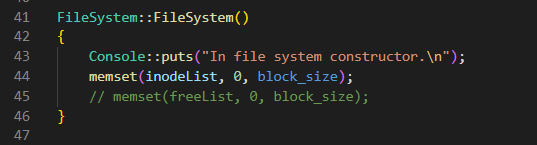 41 FileSystem::FileSystem()
42 {
43     Console::puts("In file system constructor.\n");
44     memset(inodeList, 0, block_size);
45     // memset(freeList, 0, block_size);
46 }
47